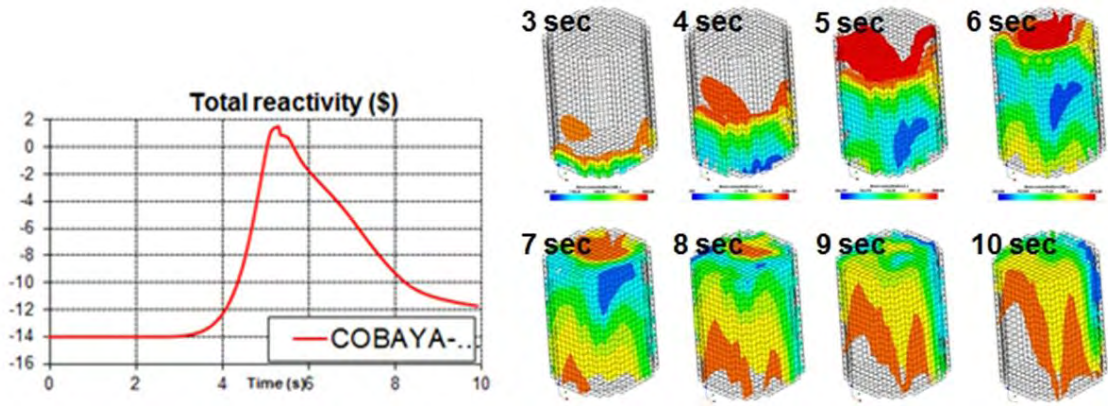 Total reactivity ($)
2
0
-2
-4
-6
-8
-10
-12
-14
-16
0
2
4
Time (s)
6
8
10
COBAYA-...
3 sec
4 sec
5 sec
6 sec
7 sec
8 sec
9 sec
10 sec